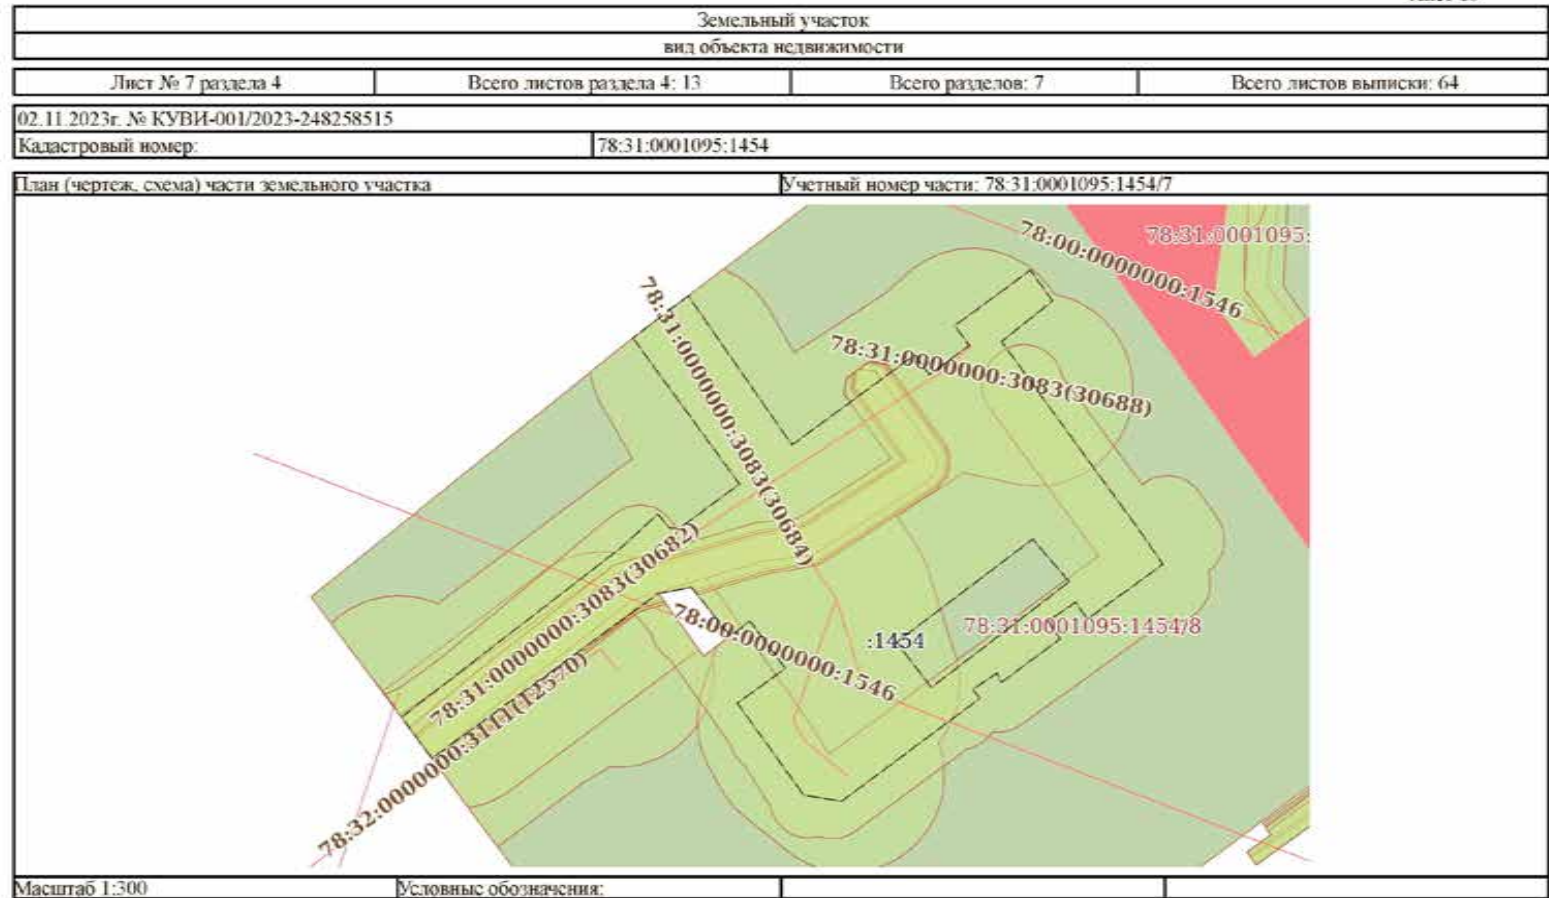 Земельный участок
вид объекта недвижимости
Лист № 7 раздела 4 Всего листов раздела 4: 13 Всего разделов: 7 Всего листов выписки: 64
02.11.2023г. № КУВИ-001/2023-248258515
Кадастровый номер: 78:31:0001095:1454
План (чертеж, схема) части земельного участка Учетный номер части: 78:31:0001095:1454/7
78:00:0000000:1546
78:31:0001095:
78:31:0000000:3083(30684)
78:31:0000000:3083(30688)
78:31:0000000:3083(30682)
78:00:0000000:1546
:1454
78:31:0001095:1454/8
78:32:0000000:3111(12570)
Масштаб 1:300 Условные обозначения: